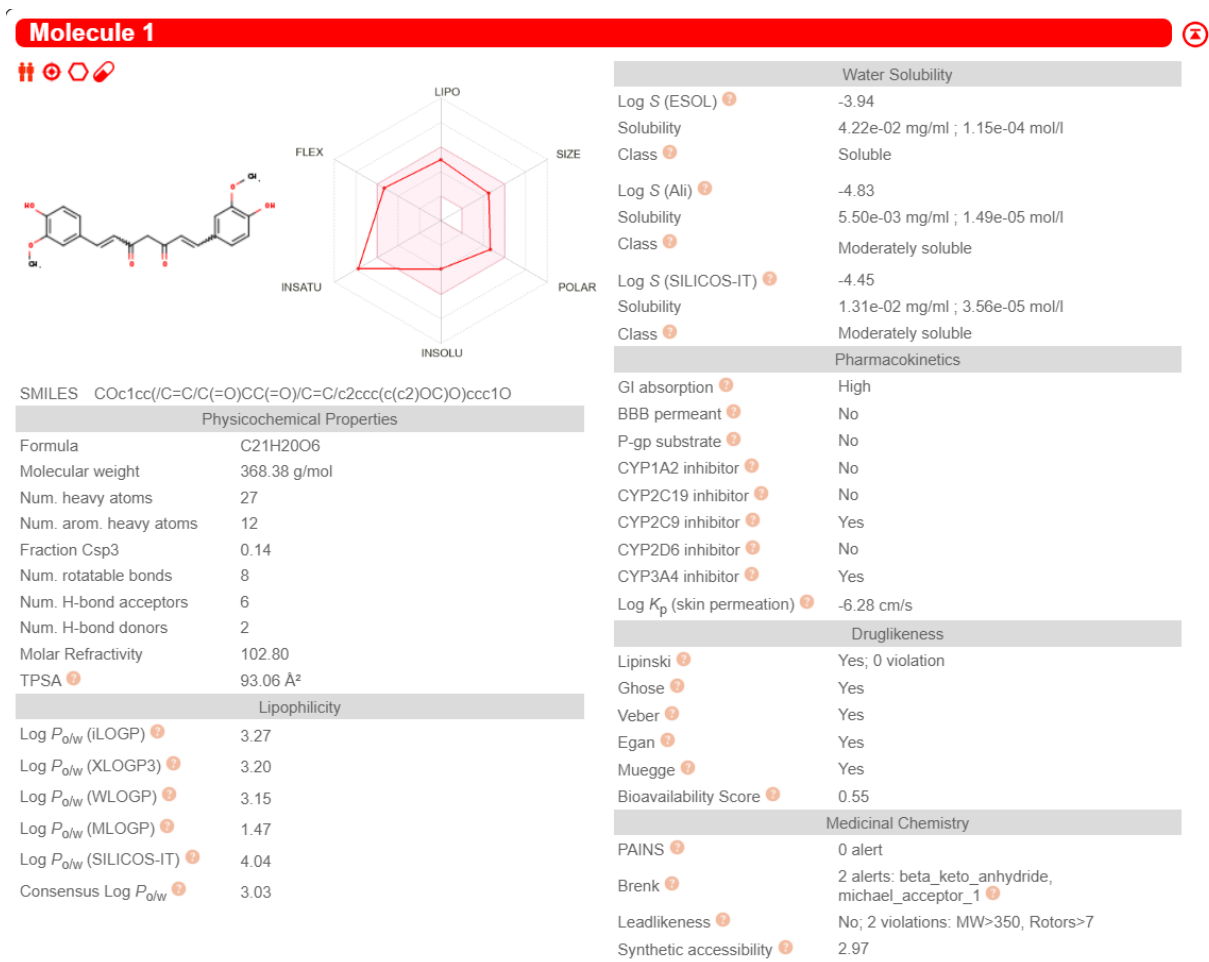 Molecule 1
LIPO
FLEX
SIZE
INSATU
POLAR
INSOLU
HO
O
CH
O
CH
O
O
OH
SMILES COc1cc(/C=C/C(=O)CC(=O)/C=C/c2ccc(c(c2)OC)O)ccc1O
Physicochemical Properties
Formula C21H20O6
Molecular weight 368.38 g/mol
Num. heavy atoms 27
Num. arom. heavy atoms 12
Fraction Csp3 0.14
Num. rotatable bonds 8
Num. H-bond acceptors 6
Num. H-bond donors 2
Molar Refractivity 102.80
TPSA ? 93.06 Å²
Lipophilicity
Log Po/w (iLOGP) ? 3.27
Log Po/w (XLOGP3) ? 3.20
Log Po/w (WLOGP) ? 3.15
Log Po/w (MLOGP) ? 1.47
Log Po/w (SILICOS-IT) ? 4.04
Consensus Log Po/w ? 3.03
Water Solubility
Log S (ESOL) ? -3.94
Solubility 4.22e-02 mg/ml ; 1.15e-04 mol/l
Class ? Soluble
Log S (Ali) ? -4.83
Solubility 5.50e-03 mg/ml ; 1.49e-05 mol/l
Class ? Moderately soluble
Log S (SILICOS-IT) ? -4.45
Solubility 1.31e-02 mg/ml ; 3.56e-05 mol/l
Class ? Moderately soluble
Pharmacokinetics
GI absorption ? High
BBB permeant ? No
P-gp substrate ? No
CYP1A2 inhibitor ? No
CYP2C19 inhibitor ? No
CYP2C9 inhibitor ? Yes
CYP2D6 inhibitor ? No
CYP3A4 inhibitor ? Yes
Log Kp (skin permeation) ? -6.28 cm/s
Druglikeness
Lipinski ? Yes; 0 violation
Ghose ? Yes
Veber ? Yes
Egan ? Yes
Muegge ? Yes
Bioavailability Score ? 0.55
Medicinal Chemistry
PAINS ? 0 alert
Brenk ? 2 alerts: beta_keto_anhydride,
michael_acceptor_1 ?
Leadlikeness ? No; 2 violations: MW>350, Rotors>7
Synthetic accessibility ? 2.97